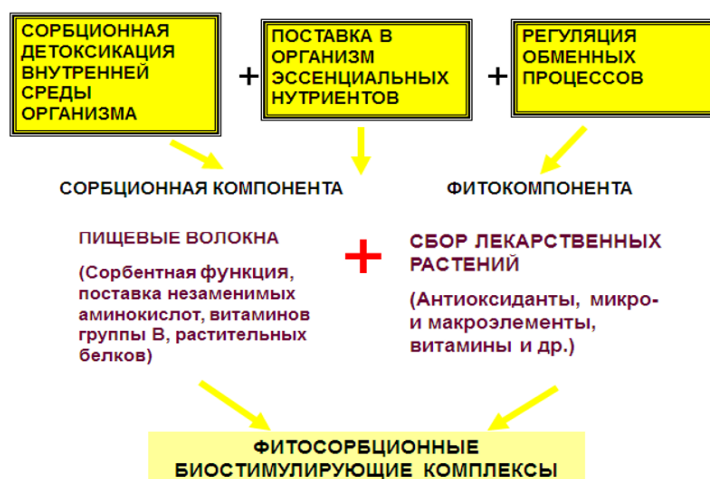 СОРБЦИОННАЯ
ДЕТОКСИКАЦИЯ
ВНУТРЕННЕЙ
СРЕДЫ
ОРГАНИЗМА
+
ПОСТАВКА В
ОРГАНИЗМ
ЭССЕНЦИАЛЬНЫХ
НУТРИЕНТОВ
+
РЕГУЛЯЦИЯ
ОБМЕННЫХ
ПРОЦЕССОВ
СОРБЦИОННАЯ КОМПОНЕНТА
ФИТОКОМПОНЕНТА
ПИЩЕВЫЕ ВОЛОКНА
(Сорбентная функция,
поставка незаменимых
аминокислот, витаминов
группы В, растительных
белков)
+
СБОР ЛЕКАРСТВЕННЫХ
РАСТЕНИЙ
(Антиоксиданты, микро-
и макроэлементы,
витамины и др.)
ФИТОСОРБЦИОННЫЕ
БИОСТИМУЛИРУЮЩИЕ КОМПЛЕКСЫ